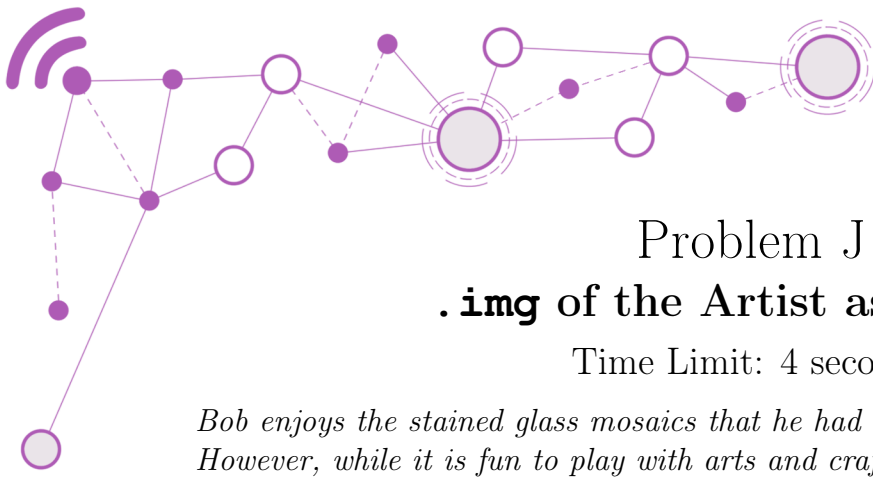 Problem J
.img of the Artist as
Time Limit: 4 seco
Bob enjoys the stained glass mosaics that he had
However, while it is fun to play with arts and craf